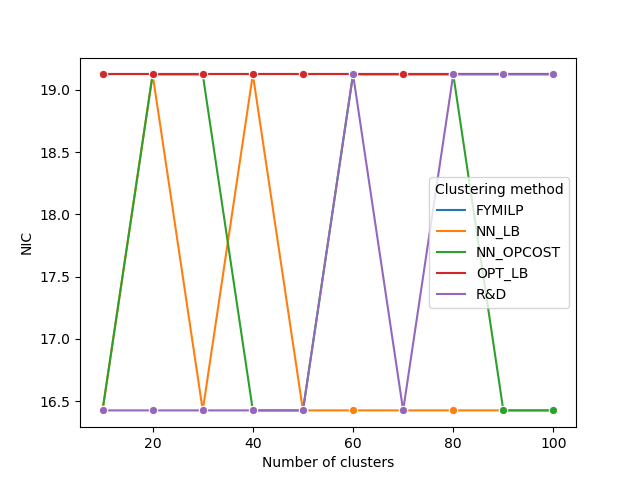 NIC
19.0
18.5
18.0
17.5
17.0
16.5
Clustering method
FYMILP
NN_LB
NN_OPCOST
OPT_LB
R&D
20 40 60 80 100
Number of clusters